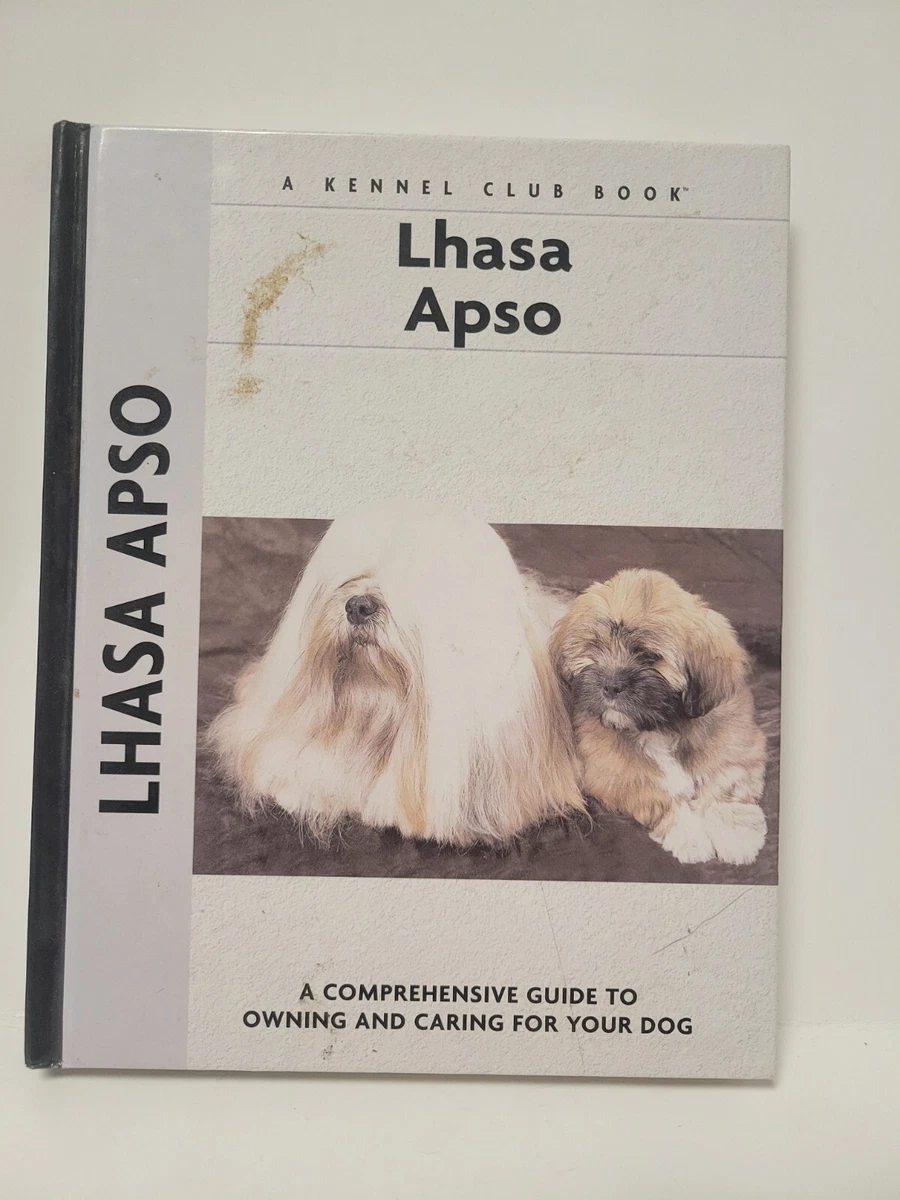 A KENNEL CLUB BOOK™
Lhasa
Apso
LHASA APSO
A COMPREHENSIVE GUIDE TO
OWNING AND CARING FOR YOUR DOG